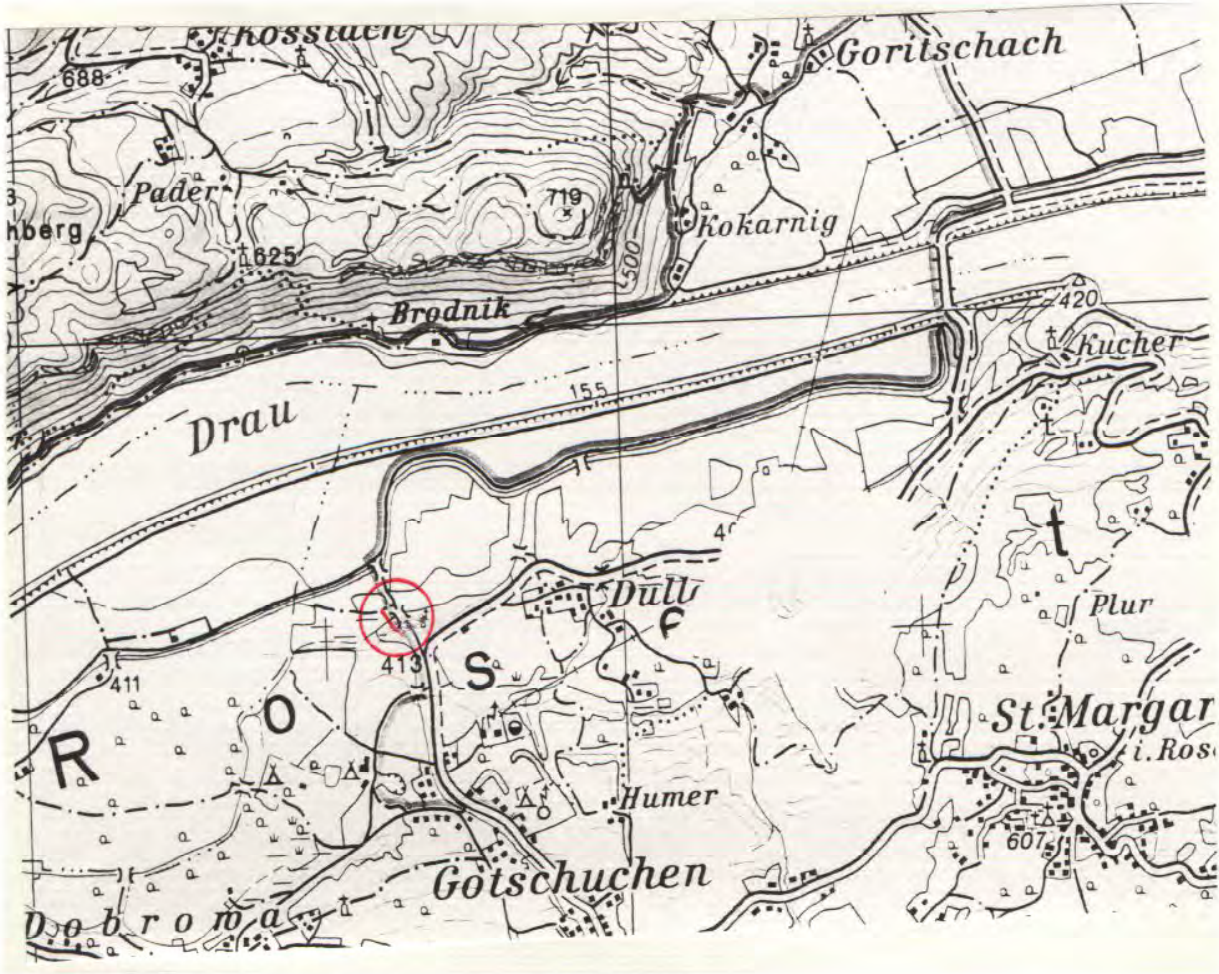 Goritschach
688
Pader
719
Kokarnig
hberg
625
500
Brodnik
420
Kucher
Drau
155
t
Dull
Plur
413
S
411
O
R
St. Margar
i. Ros
Humer
607
Gotschuchen
Dobroma